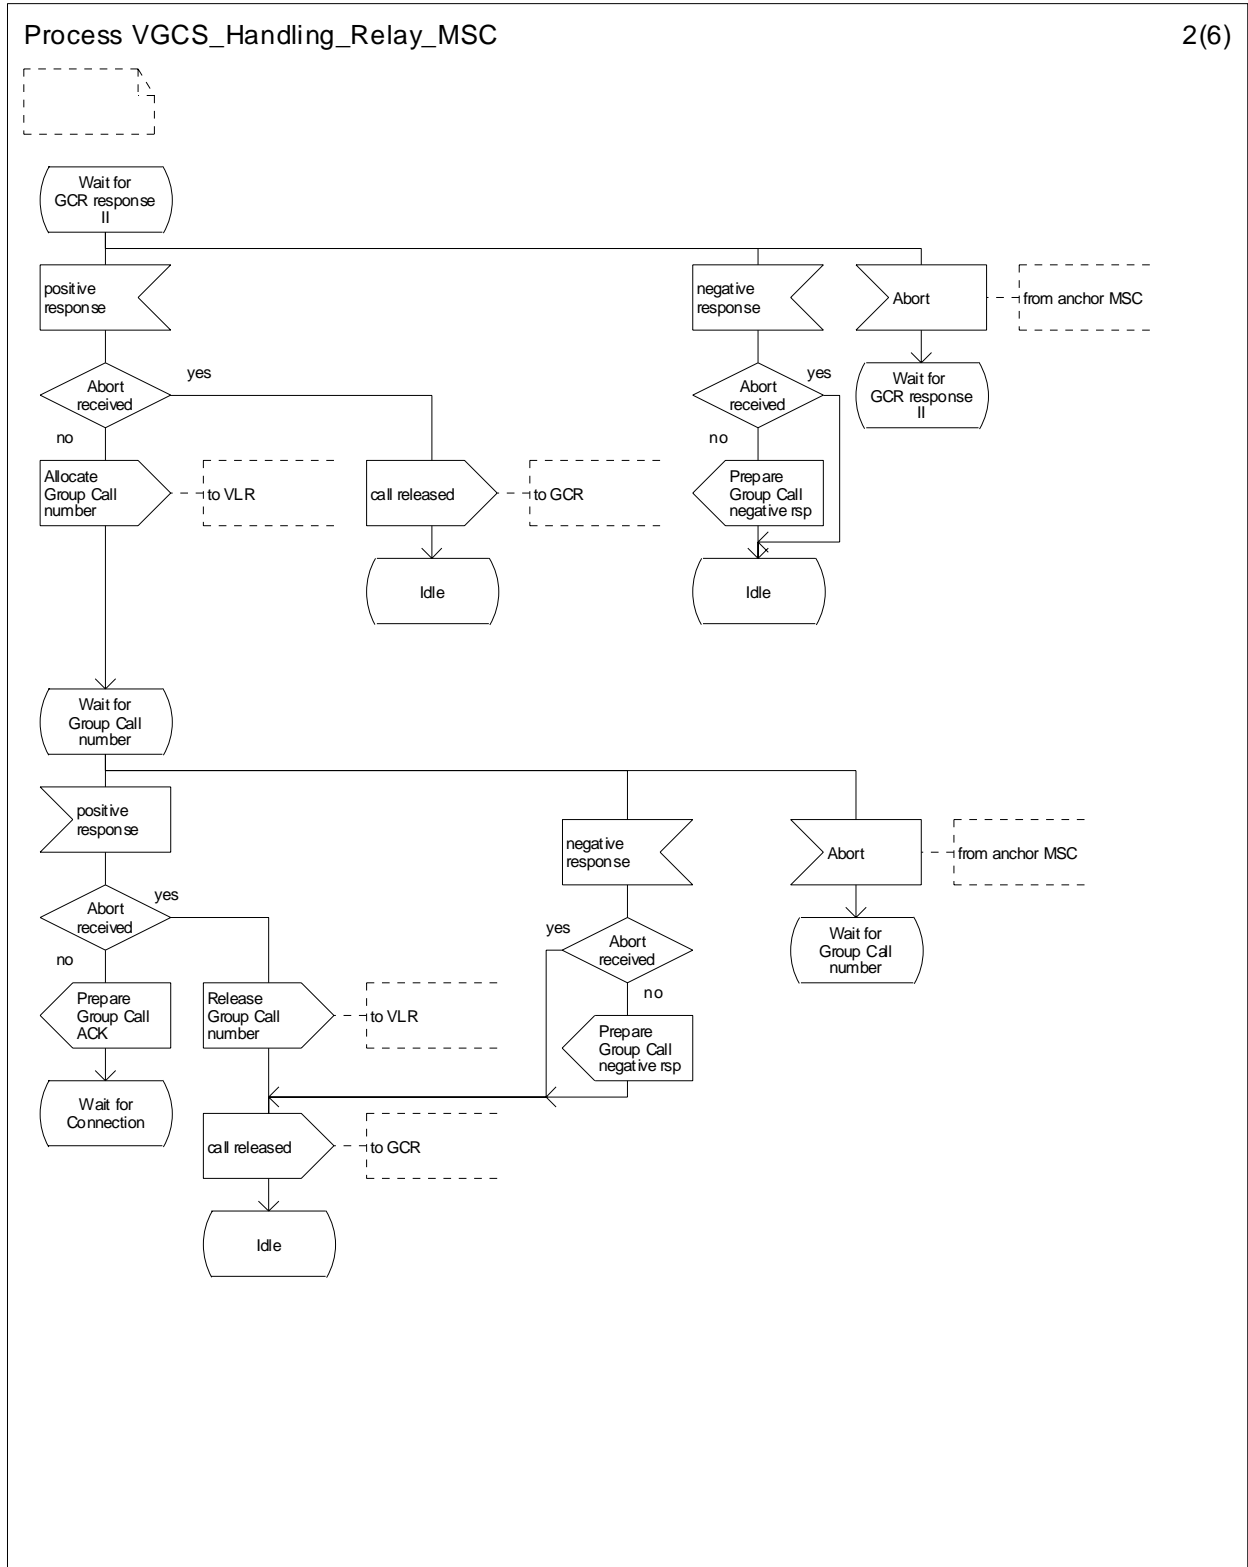 Process VGCS_Handling_Relay_MSC
2(6)
Wait for
GCR response
II
positive
response
negative
response
Abort
from anchor MSC
Abort
received
yes
no
Abort
received
yes
no
Wait for
GCR response
II
Allocate
Group Call
number
to VLR
call released
to GCR
Prepare
Group Call
negative rsp
Idle
Idle
Wait for
Group Call
number
positive
response
negative
response
Abort
from anchor MSC
Abort
received
yes
no
Abort
received
yes
no
Wait for
Group Call
number
Prepare
Group Call
ACK
Release
Group Call
number
to VLR
Prepare
Group Call
negative rsp
Wait for
Connection
call released
to GCR
Idle